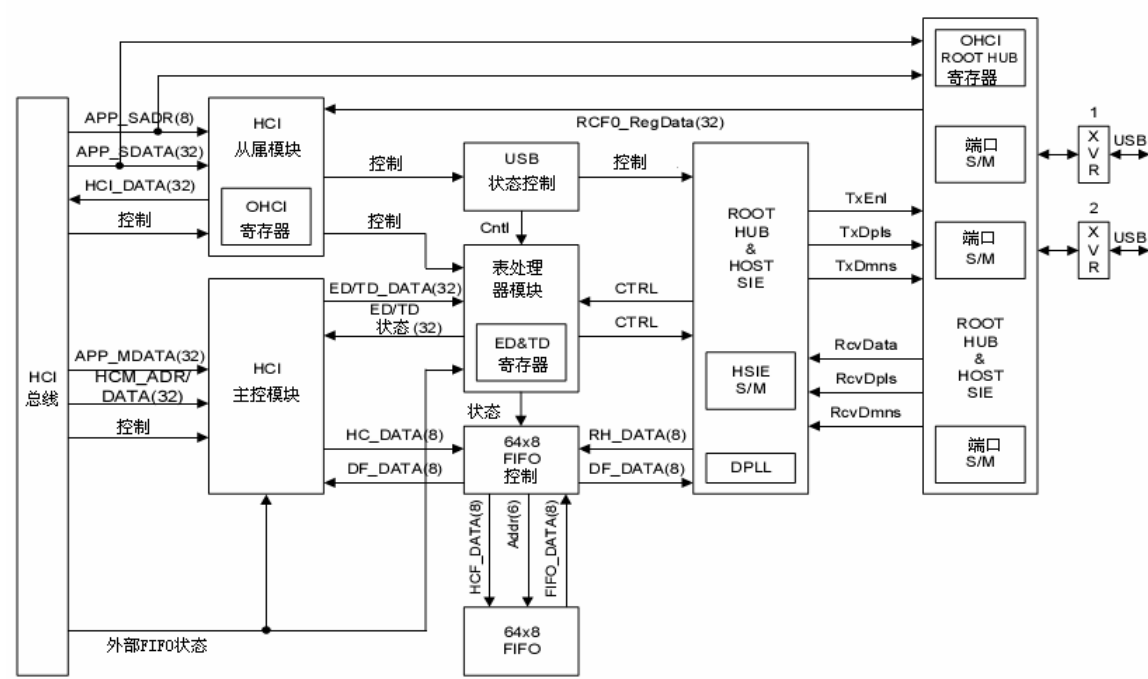 OHCI
ROOT HUB
寄存器
APP_SADR(8)
HCI
从属模块
RCF0_RegData(32)
1
APP_SDATA(32)
控制
USB
状态控制
控制
端口
S/M
X
V
R
USB
HCI_DATA(32)
OHCI
寄存器
控制
控制
Cntl
ROOT
HUB
&
HOST
SIE
TxEnl
TxDpls
TxDmns
2
端口
S/M
X
V
R
USB
表处理
器模块
ED/TD_DATA(32)
ED/TD
状态(32)
CTRL
CTRL
ED&TD
寄存器
ROOT
HUB
&
HOST
SIE
HCI
总线
APP_MDATA(32)
HCM_ADR/
DATA(32)
控制
HCI
主控模块
HSIE
S/M
RcvData
RcvDpls
RcvDmns
状态
HC_DATA(8)
DF_DATA(8)
64x8
FIFO
控制
RH_DATA(8)
DF_DATA(8)
DPLL
端口
S/M
HCF_DATA(8)
Addr(6)
FIFO_DATA(8)
外部FIFO状态
64x8
FIFO